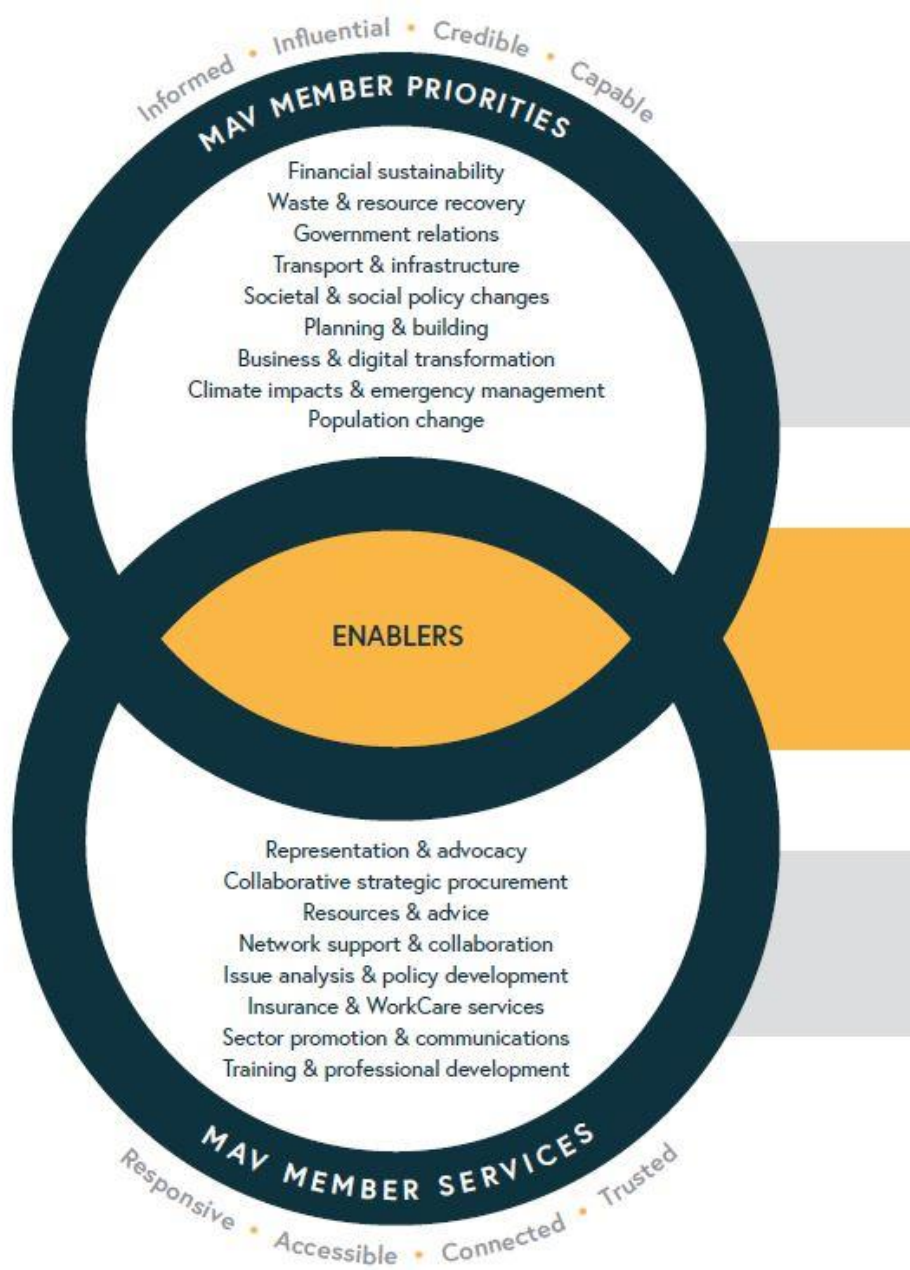 Informed • Influential • Credible • Capable
MAV MEMBER PRIORITIES
Financial sustainability
Waste & resource recovery
Government relations
Transport & infrastructure
Societal & social policy changes
Planning & building
Business & digital transformation
Climate impacts & emergency management
Population change
ENABLERS
Representation & advocacy
Collaborative strategic procurement
Resources & advice
Network support & collaboration
Issue analysis & policy development
Insurance & WorkCare services
Sector promotion & communications
Training & professional development
MAV MEMBER SERVICES
Responsive • Accessible • Connected • Trusted